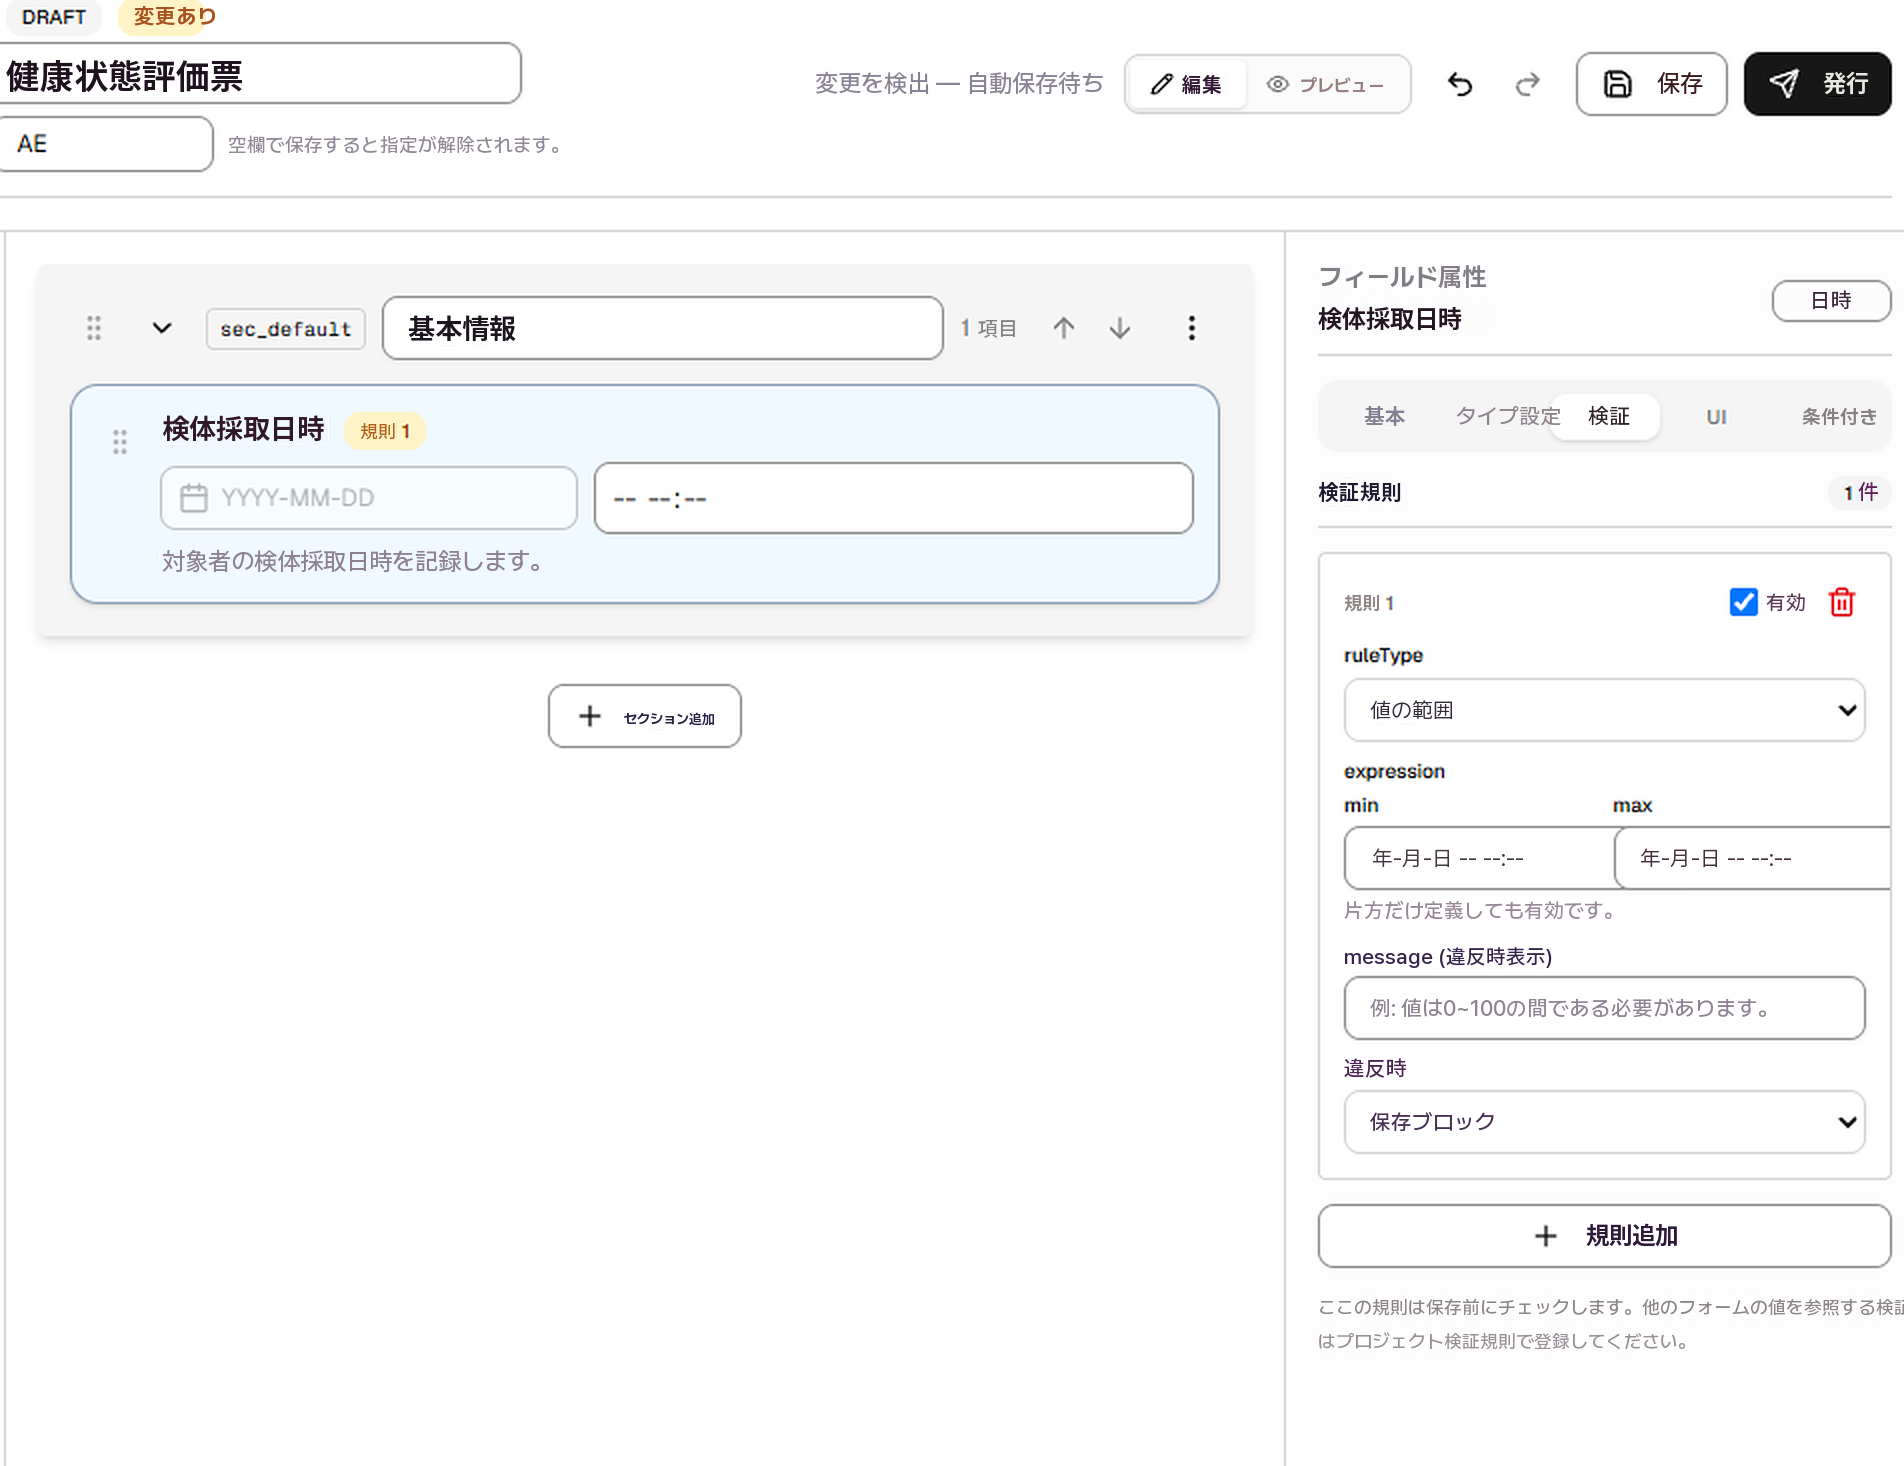 DRAFT 変更あり
健康状態評価票
変更を検出 — 自動保存待ち 編集 プレビュー 保存 発行
AE 空欄で保存すると指定が解除されます。
sec_default 基本情報 1 項目
検体採取日時 規則 1
YYYY-MM-DD -- --:--
対象者の検体採取日時を記録します。
セクション追加
フィールド属性
検体採取日時
日時
基本 タイプ設定 検証 UI 条件付き
検証規則 1 件
規則 1 有効
ruleType
値の範囲
expression
min max
年-月-日 -- --:-- 年-月-日 -- --:--
片方だけ定義しても有効です。
message (違反時表示)
例: 値は0~100の間である必要があります。
違反時
保存ブロック
規則追加
ここの規則は保存前にチェックします。他のフォームの値を参照する検証
はプロジェクト検証規則で登録してください。